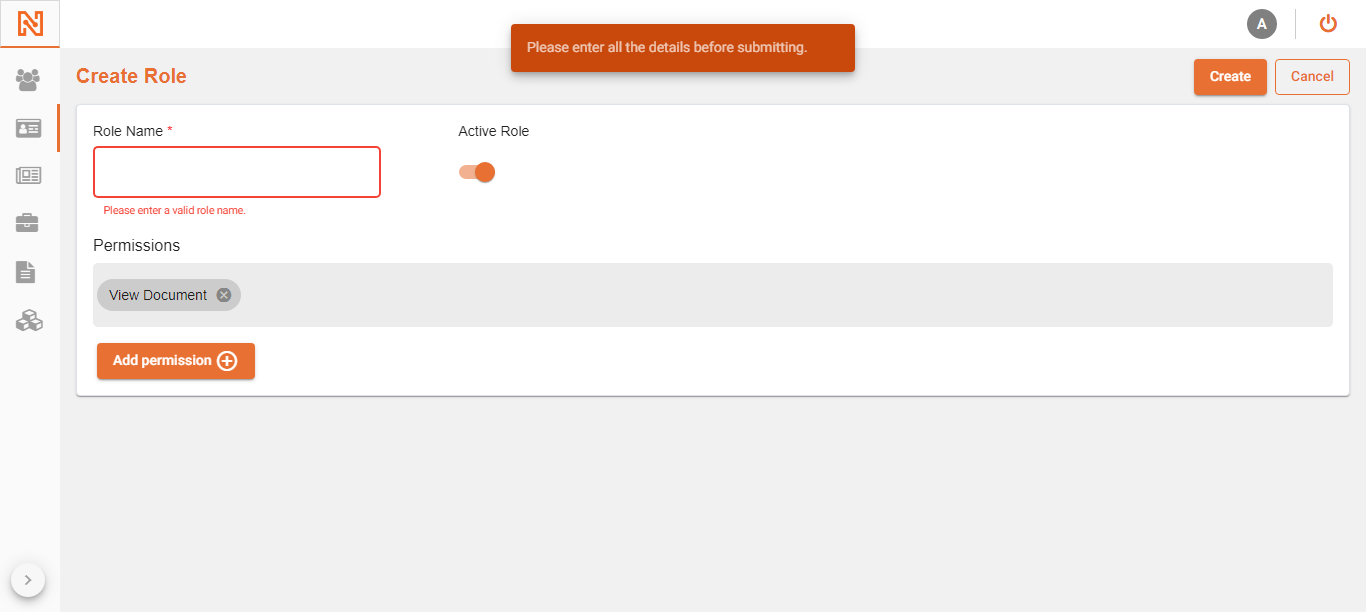 Please enter all the details before submitting.
A
Create Role
Create
Cancel
Role Name *
Active Role
Please enter a valid role name.
Permissions
View Document
Add permission